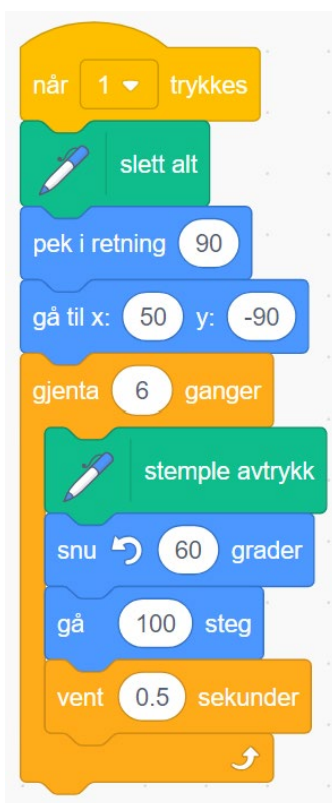 når 1 trykkes
slett alt
pek i retning 90
gå til x: 50 y: -90
gjenta 6 ganger
stemple avtrykk
snu 60 grader
gå 100 steg
vent 0.5 sekunder